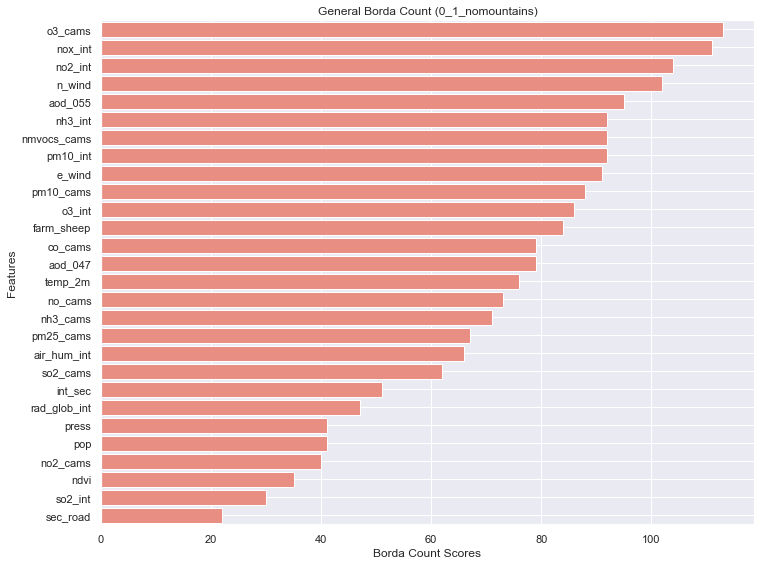 General Borda Count (0_1_nomountains)
Features
o3_cams
nox_int
no2_int
n_wind
aod_055
nh3_int
nmvocs_cams
pm10_int
e_wind
pm10_cams
o3_int
farm_sheep
co_cams
aod_047
temp_2m
no_cams
nh3_cams
pm25_cams
air_hum_int
so2_cams
int_sec
rad_glob_int
press
pop
no2_cams
ndvi
so2_int
sec_road
0 20 40 60 80 100
Borda Count Scores